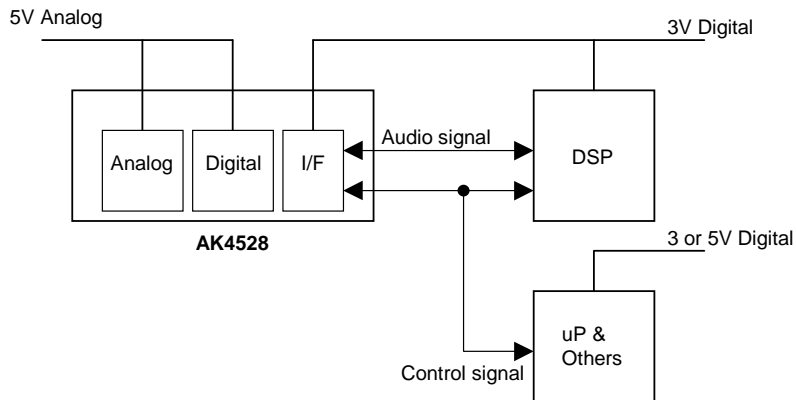 5V Analog
3V Digital
Audio signal
Analog
Digital
I/F
DSP
AK4528
3 or 5V Digital
uP &
Others
Control signal